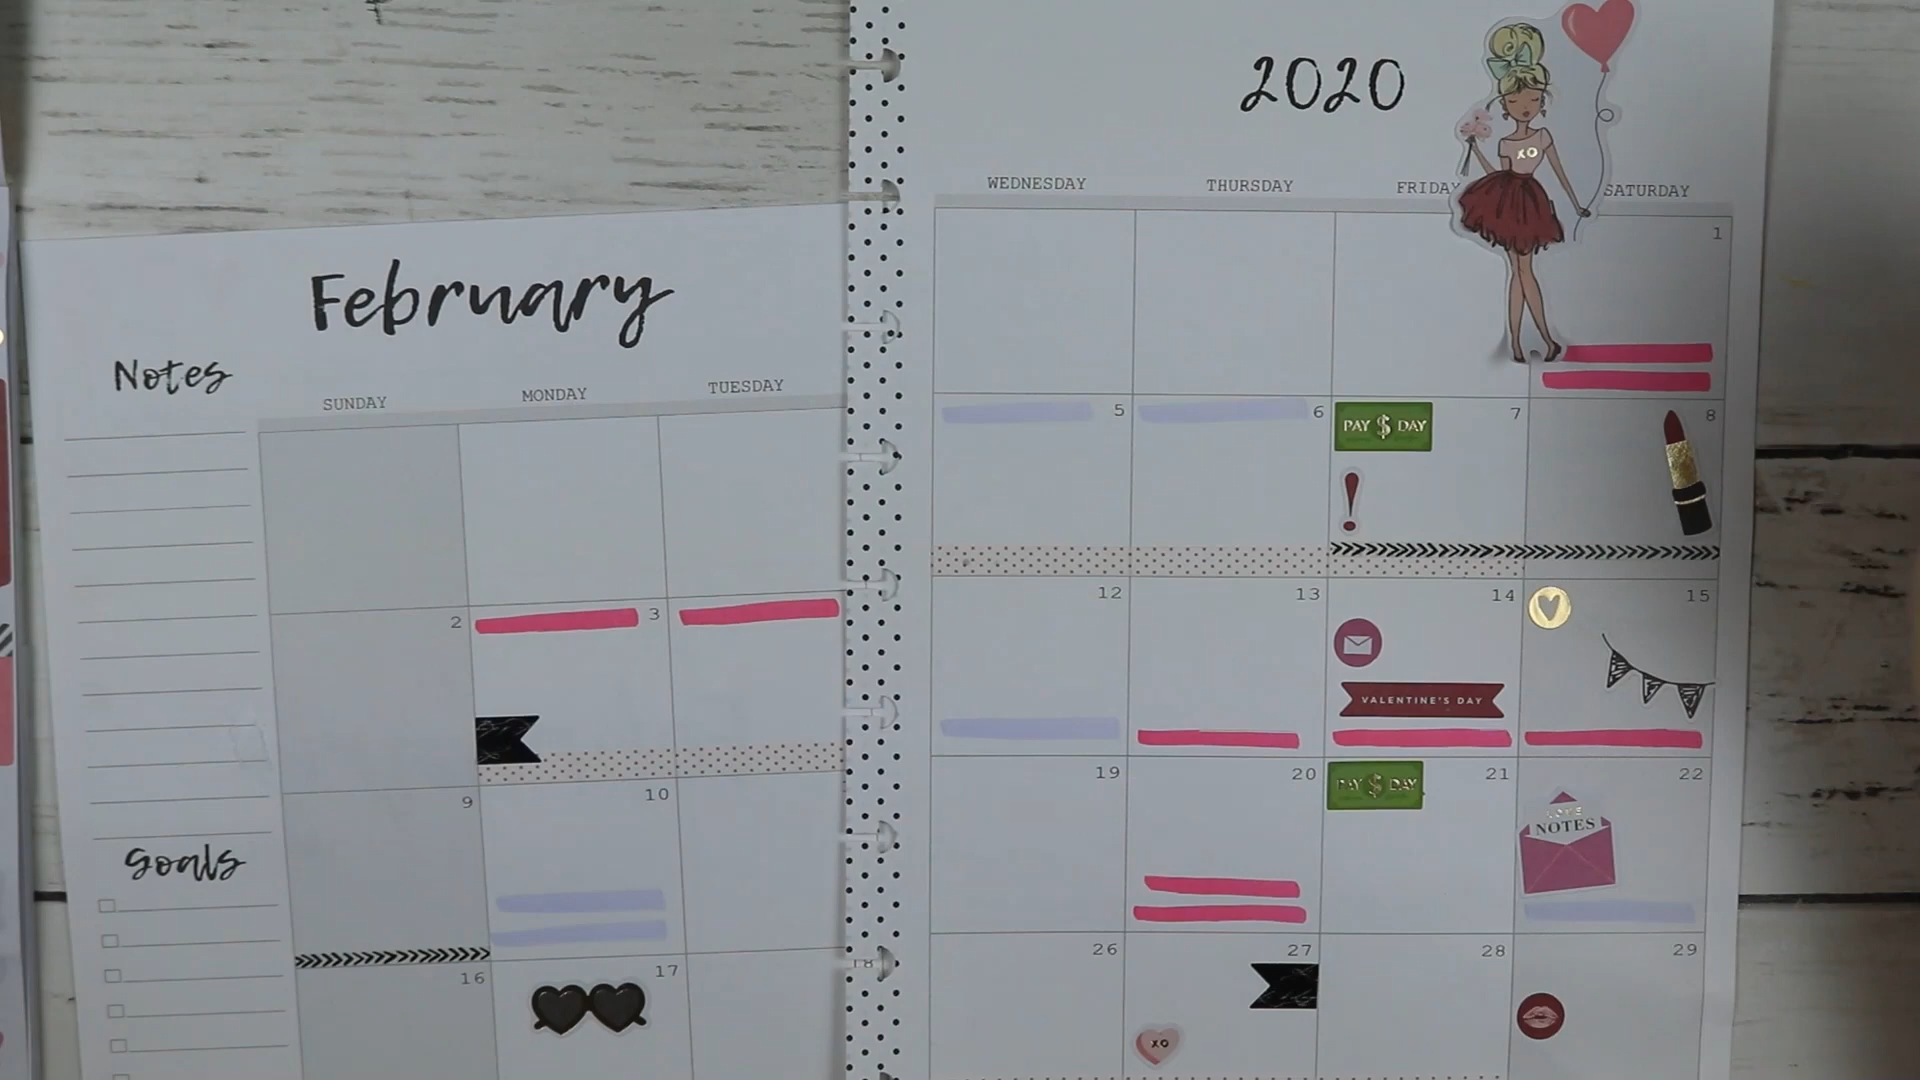 February
Notes
SUNDAY
MONDAY
TUESDAY
2
3
9
10
16
17
18
Goals
2020
WEDNESDAY
THURSDAY
FRIDAY
SATURDAY
XO
1
5
6
7
8
PAY $ DAY
12
13
14
15
VALENTINE'S DAY
19
20
21
22
PAY $ DAY
LOVE
NOTES
26
27
28
29
XO